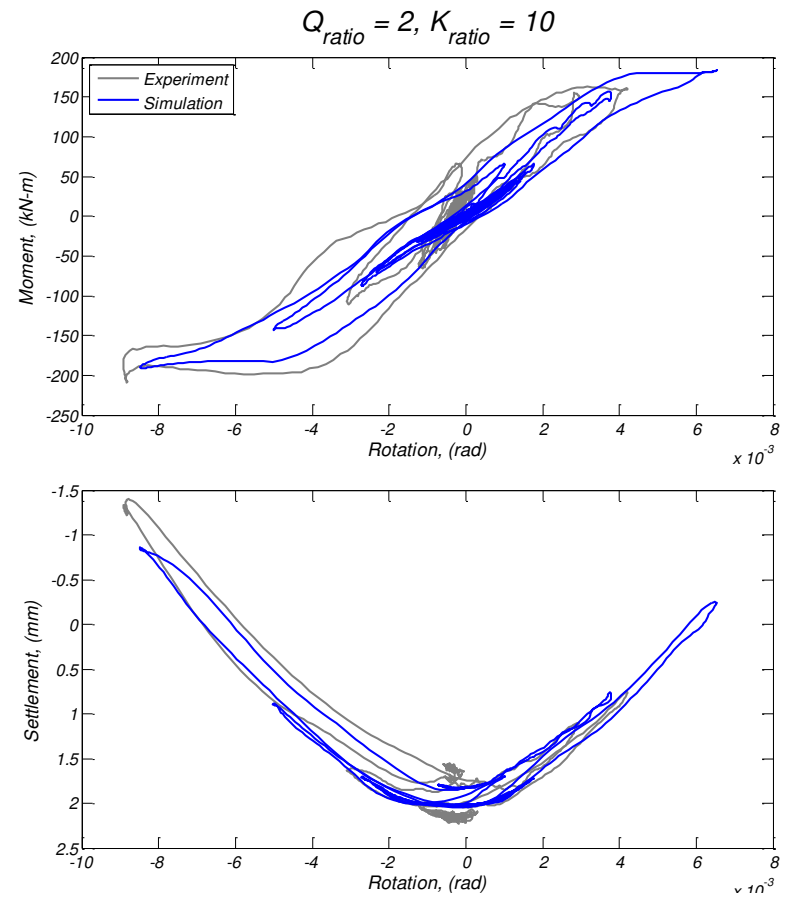 Q_ratio = 2, K_ratio = 10
200
150
100
50
0
-50
-100
-150
-200
-250
Moment, (kN-m)
Experiment
Simulation
-10 -8 -6 -4 -2 0 2 4 6 8
Rotation, (rad)
x 10^-3
-1.5
-1
-0.5
0
0.5
1
1.5
2
2.5
Settlement, (mm)
-10 -8 -6 -4 -2 0 2 4 6 8
Rotation, (rad)
x 10^-3